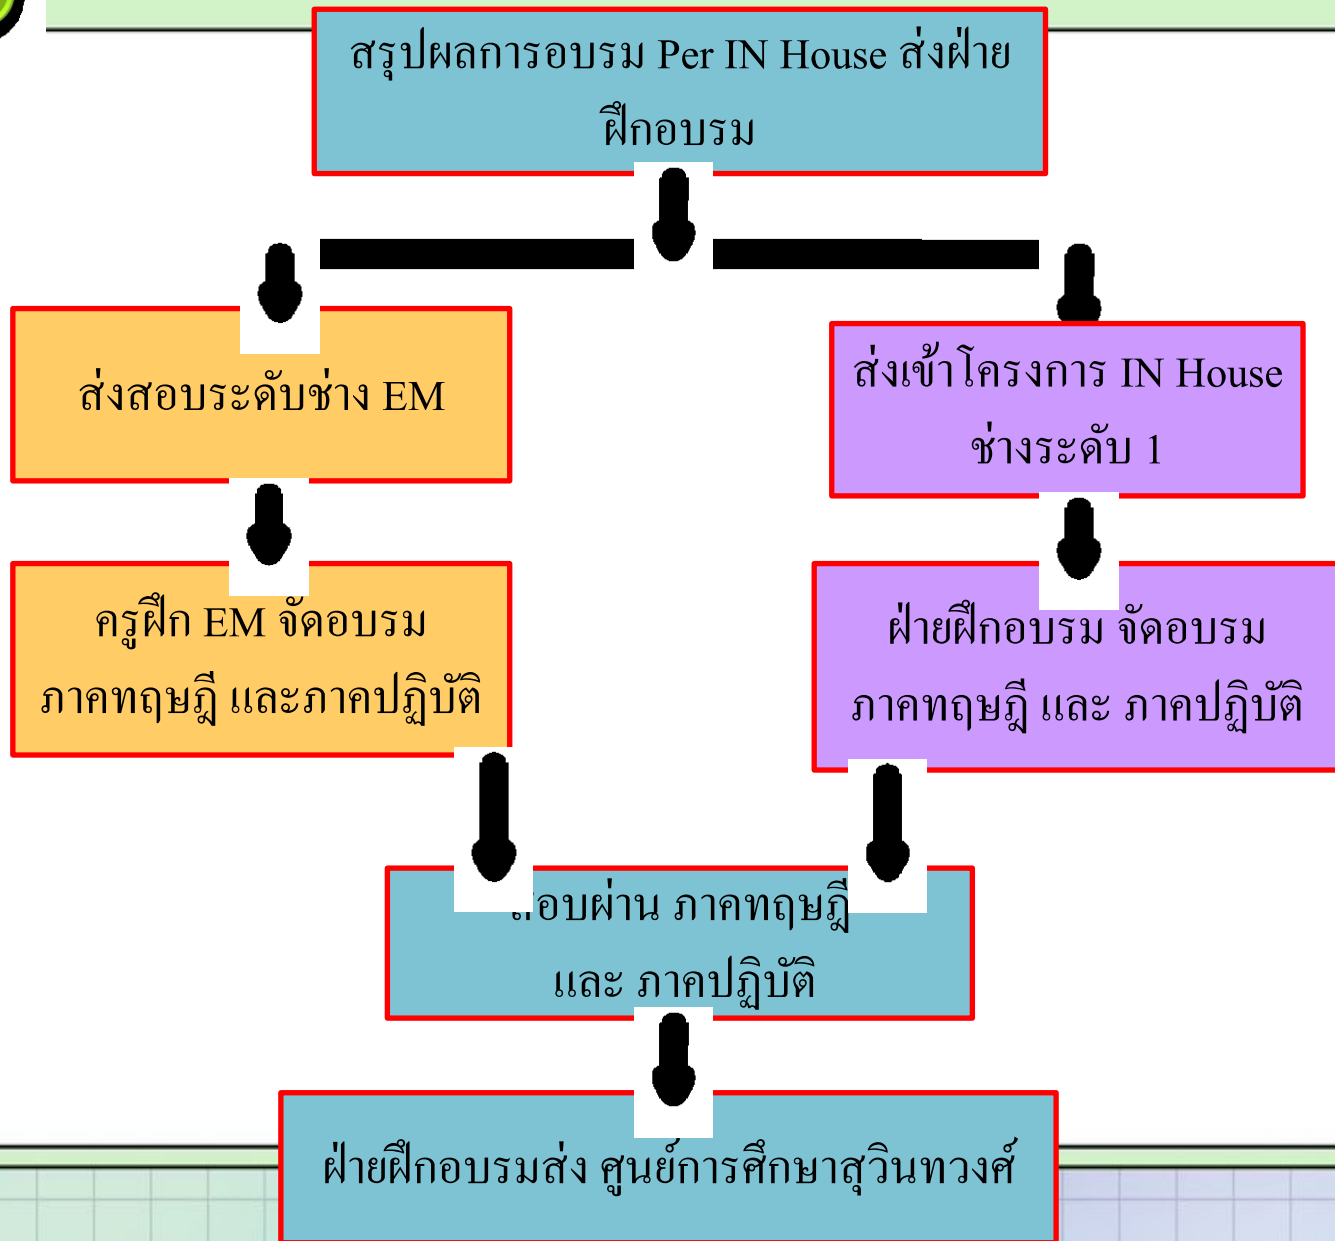 สรุปผลการอบรม Per IN House ส่งฝ่าย
ฝึกอบรม
ส่งสอบระดับช่าง EM
ส่งเข้าโครงการ IN House
ช่างระดับ 1
ครูฝึก EM จัดอบรม
ภาคทฤษฎี และภาคปฏิบัติ
ฝ่ายฝึกอบรม จัดอบรม
ภาคทฤษฎี และ ภาคปฏิบัติ
สอบผ่าน ภาคทฤษฎี
และ ภาคปฏิบัติ
ฝ่ายฝึกอบรมส่ง ศูนย์การศึกษาสุวินทวงศ์